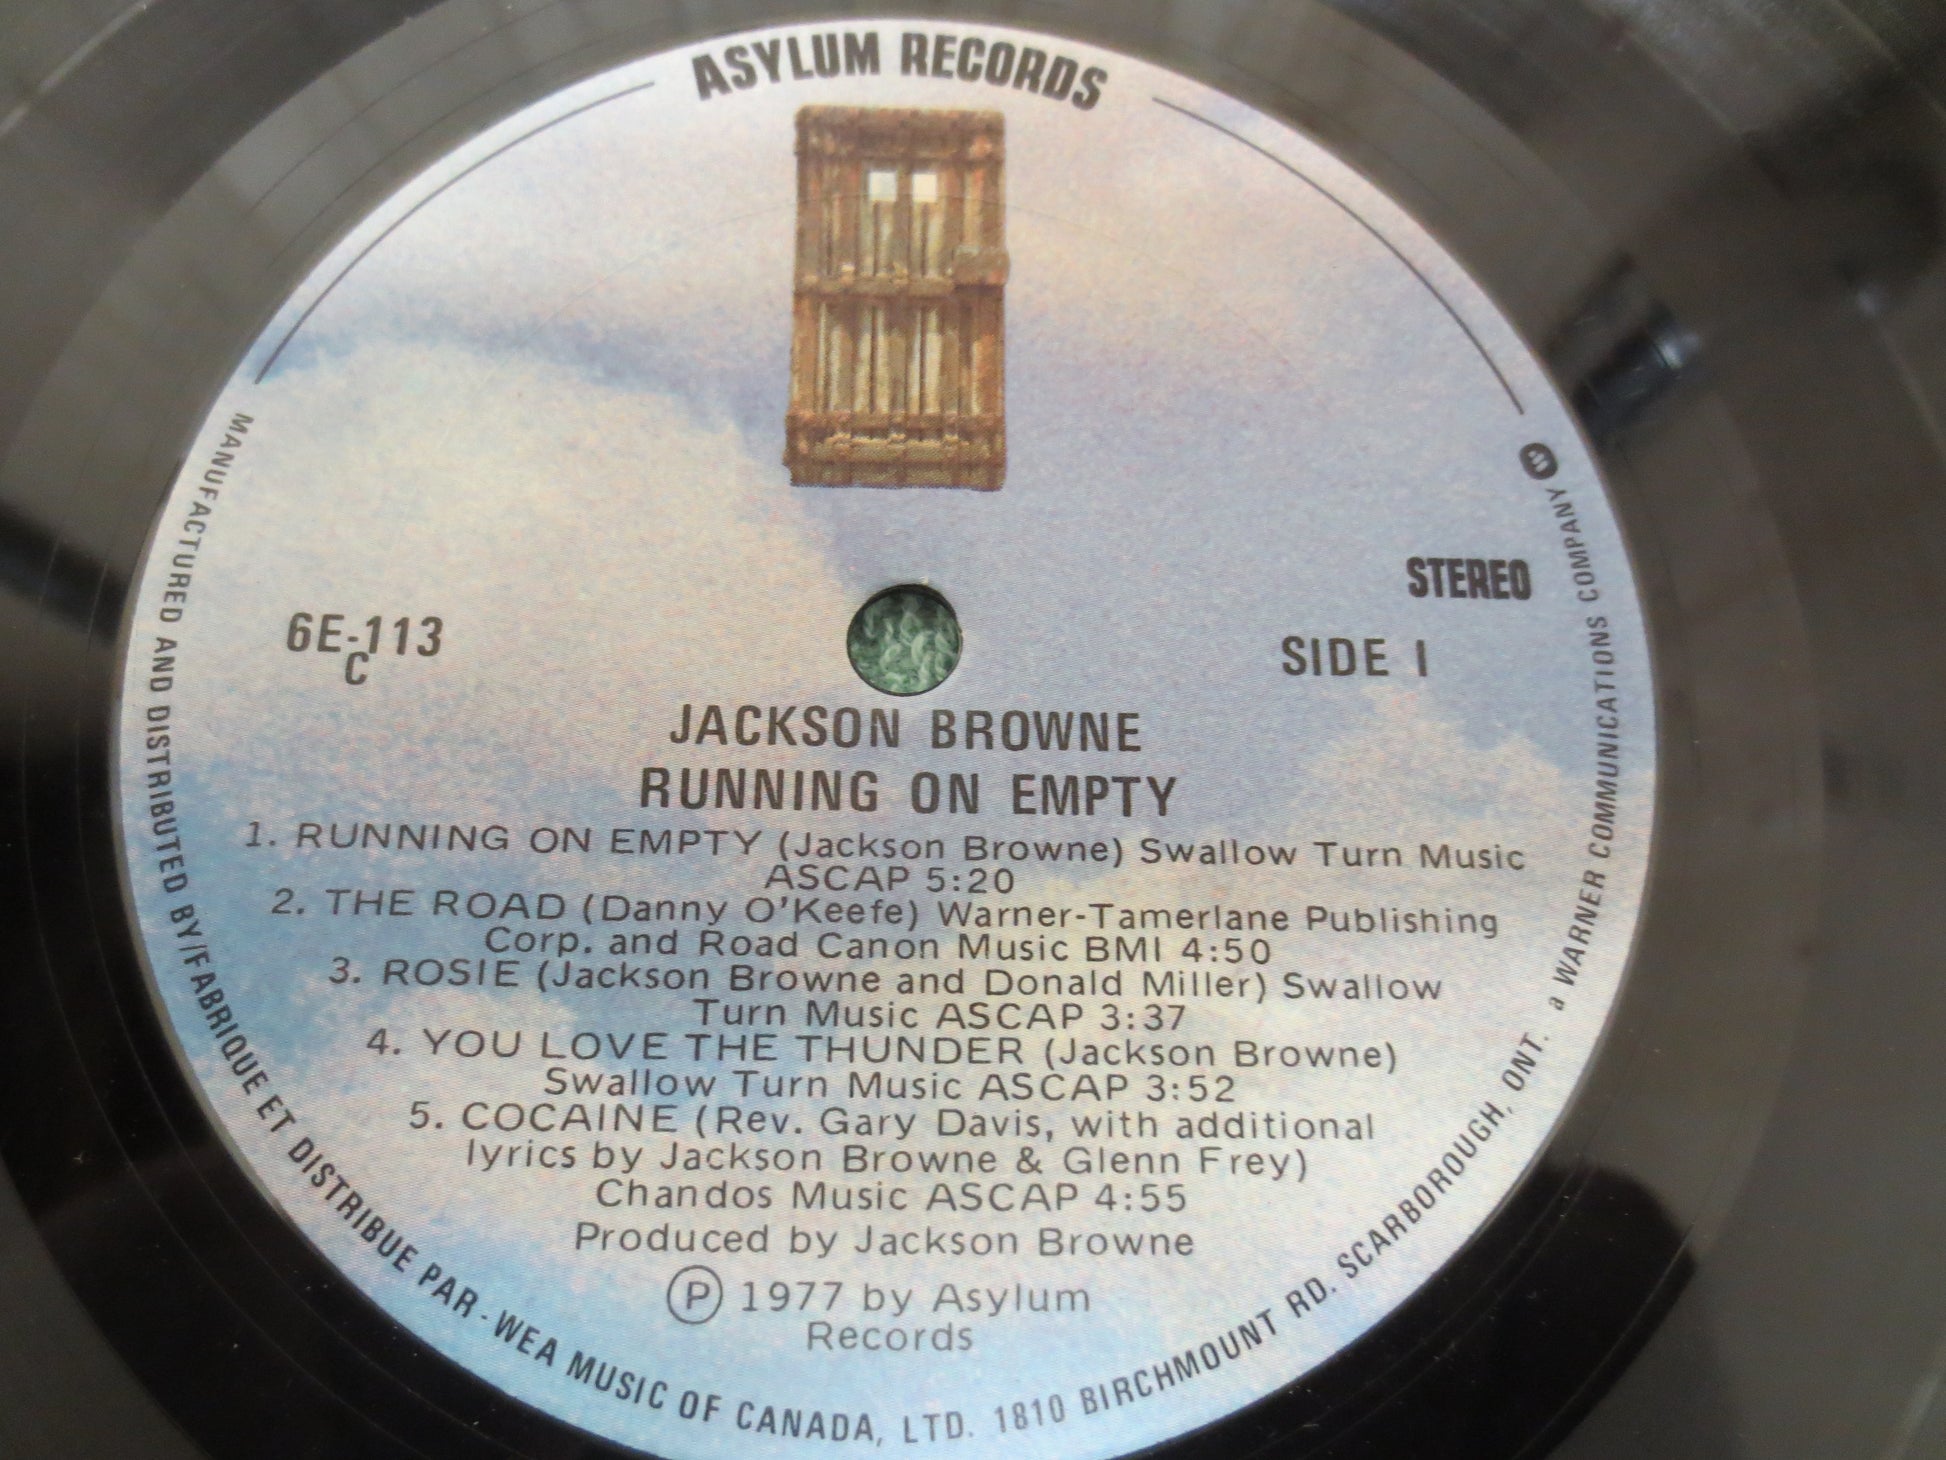 ASYLUM RECORDS
STEREO
6E-113
C
SIDE 1
JACKSON BROWNE
RUNNING ON EMPTY
1. RUNNING ON EMPTY (Jackson Browne) Swallow Turn Music
ASCAP 5:20
2. THE ROAD (Danny O'Keefe) Warner-Tamerlane Publishing
Corp. and Road Canon Music BMI 4:50
3. ROSIE (Jackson Browne and Donald Miller) Swallow
Turn Music ASCAP 3:37
4. YOU LOVE THE THUNDER (Jackson Browne)
Swallow Turn Music ASCAP 3:52
5. COCAINE (Rev. Gary Davis, with additional
lyrics by Jackson Browne & Glenn Frey)
Chandos Music ASCAP 4:55
Produced by Jackson Browne
Ⓟ 1977 by Asylum
Records
MANUFACTURED AND DISTRIBUTED BY/FABRIQUE ET DISTRIBUE PAR - WEA MUSIC OF CANADA, LTD. 1810 BIRCHMOUNT RD. SCARBOROUGH, ONT. a WARNER COMMUNICATIONS COMPANY